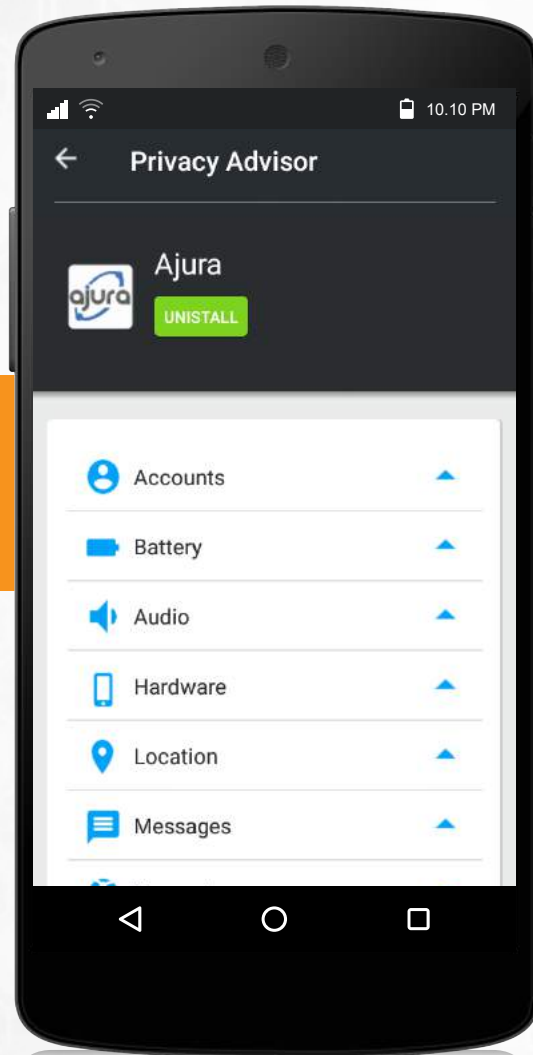 10.10 PM
Privacy Advisor
Ajura
ajura
UNISTALL
Accounts
Battery
Audio
Hardware
Location
Messages